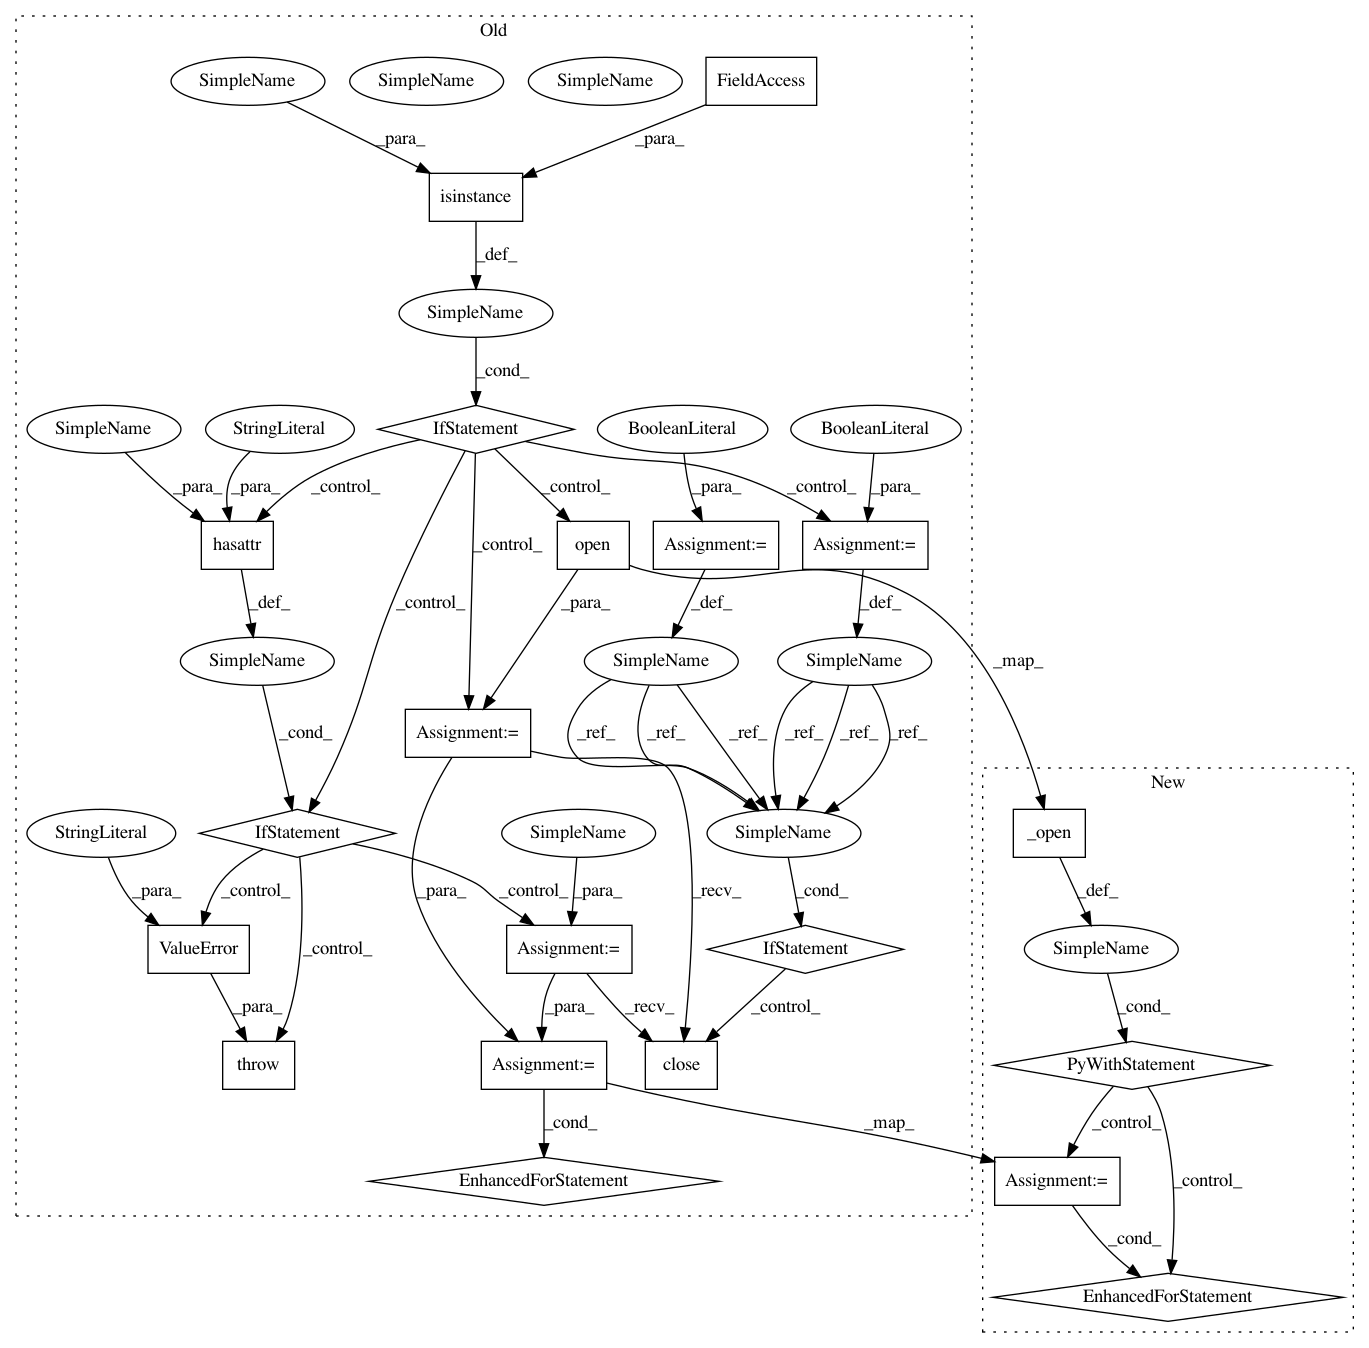 Old
SimpleName
SimpleName
SimpleName
FieldAccess
_para_
_para_
isinstance
_def_
SimpleName
_cond_
SimpleName
StringLiteral
IfStatement
BooleanLiteral
BooleanLiteral
_para_
_para_
_control_
_control_
_para_
_control_
_para_
hasattr
_control_
open
Assignment:=
Assignment:=
_def_
_control_
_para_
_def_
_def_
SimpleName
SimpleName
SimpleName
_map_
_cond_
Assignment:=
_ref_
_ref_
_ref_
_ref_
_ref_
_ref_
New
StringLiteral
IfStatement
SimpleName
SimpleName
_open
_para_
_control_
_para_
_control_
_para_
_recv_
_cond_
_def_
ValueError
_control_
Assignment:=
IfStatement
SimpleName
_para_
_para_
_recv_
_control_
_cond_
throw
Assignment:=
close
PyWithStatement
_cond_
_map_
_control_
EnhancedForStatement
Assignment:=
_control_
_cond_
EnhancedForStatement